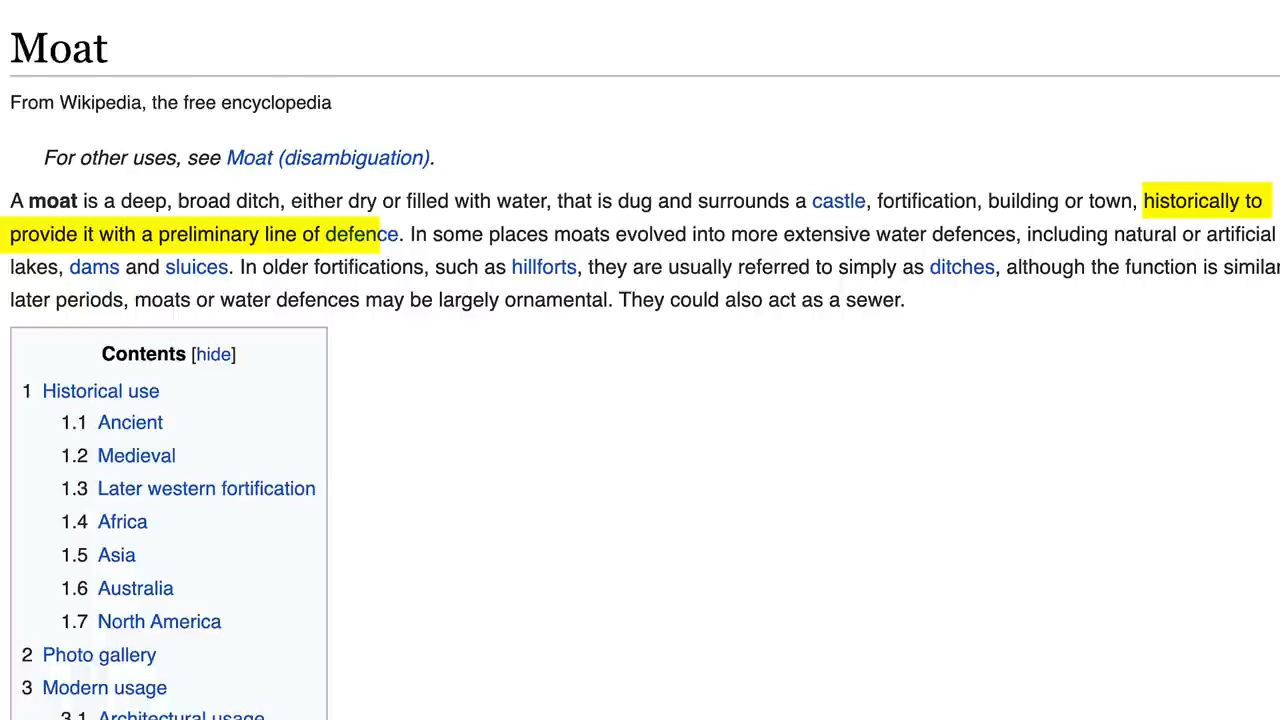 Moat
From Wikipedia, the free encyclopedia
For other uses, see Moat (disambiguation).
A moat is a deep, broad ditch, either dry or filled with water, that is dug and surrounds a castle, fortification, building or town, historically to
provide it with a preliminary line of defence. In some places moats evolved into more extensive water defences, including natural or artificial
lakes, dams and sluices. In older fortifications, such as hillforts, they are usually referred to simply as ditches, although the function is similar
later periods, moats or water defences may be largely ornamental. They could also act as a sewer.
Contents [hide]
1 Historical use
1.1 Ancient
1.2 Medieval
1.3 Later western fortification
1.4 Africa
1.5 Asia
1.6 Australia
1.7 North America
2 Photo gallery
3 Modern usage
3.1 Architectural usage